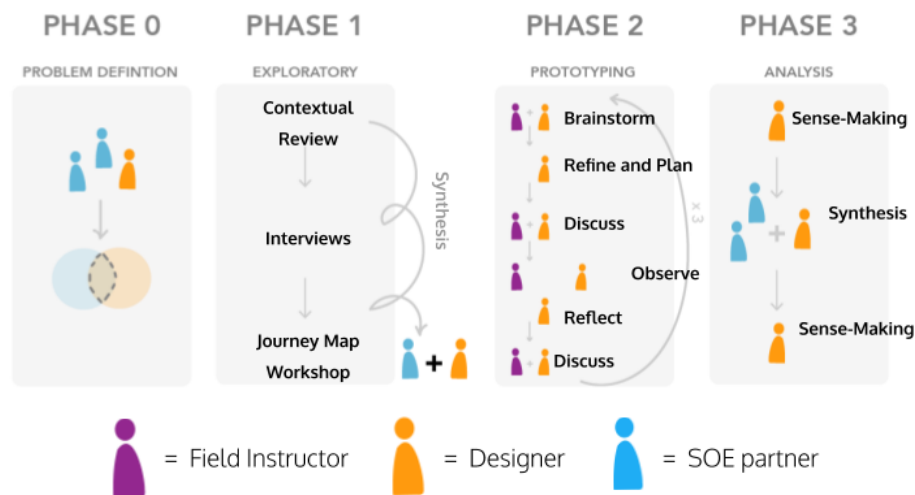 PHASE 0
PROBLEM DEFINTION
PHASE 1
EXPLORATORY
Contextual
Review
Interviews
Journey Map
Workshop
Synthesis
+
PHASE 2
PROTOTYPING
+
Brainstorm
Refine and Plan
+
Discuss
Observe
Reflect
+
Discuss
x 3
PHASE 3
ANALYSIS
Sense-Making
+
Synthesis
Sense-Making
= Field Instructor
= Designer
= SOE partner